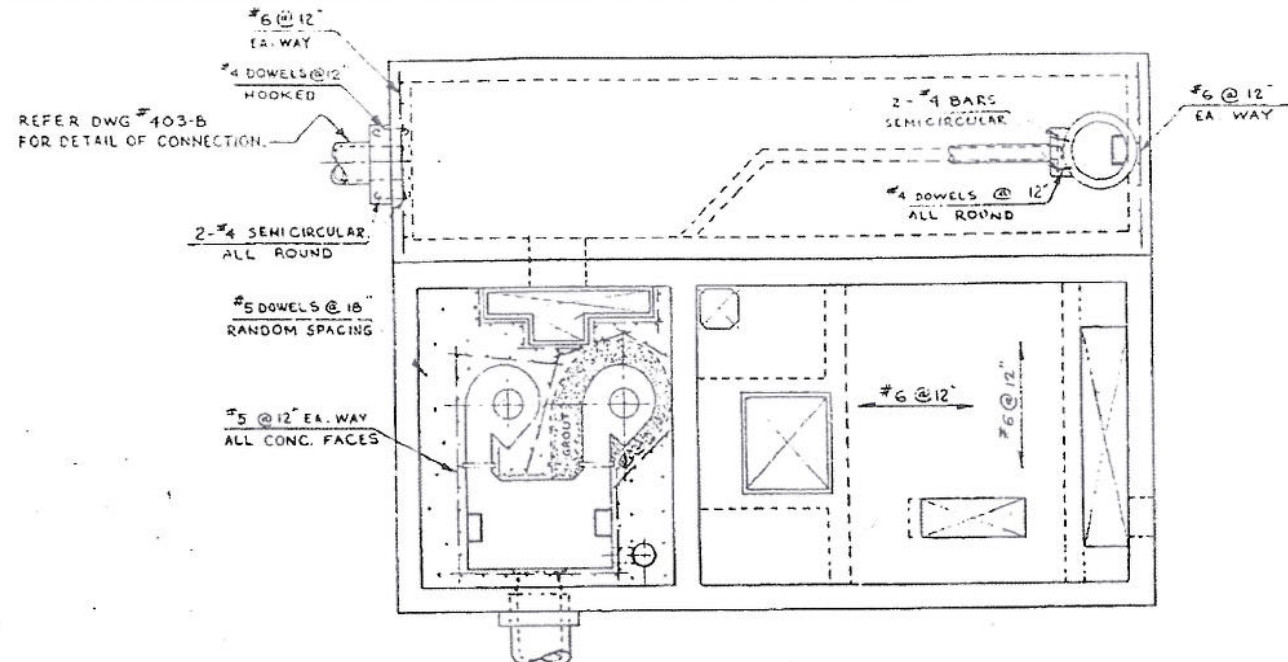 #6 @ 12"
EA. WAY
#4 DOWELS @ 12"
HOOKED
REFER DWG #403-B
FOR DETAIL OF CONNECTION.
2-#4 SEMICIRCULAR
ALL ROUND
#5 DOWELS @ 18"
RANDOM SPACING
#5 @ 12" EA. WAY
ALL CONC. FACES
2-#4 BARS
SEMICIRCULAR
#6 @ 12"
EA. WAY
#4 DOWELS @ 12"
ALL ROUND
GROUT
#6 @ 12"
#6 @ 12"